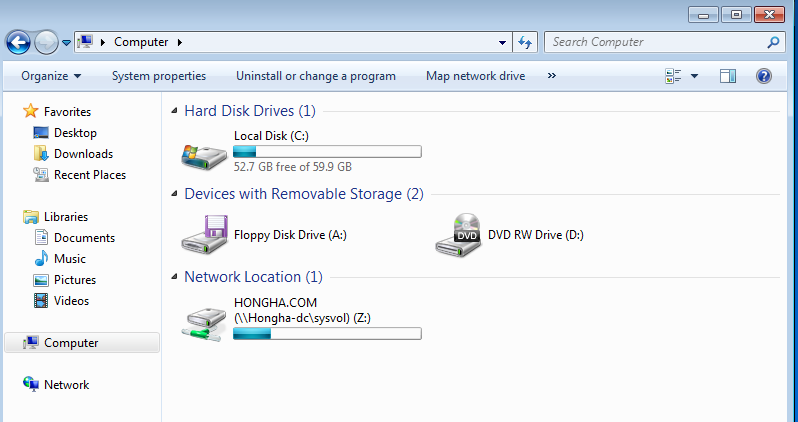 Computer
Search Computer
Organize
System properties
Uninstall or change a program
Map network drive
»
Favorites
Desktop
Downloads
Recent Places
Libraries
Documents
Music
Pictures
Videos
Computer
Network
Hard Disk Drives (1)
Local Disk (C:)
52.7 GB free of 59.9 GB
Devices with Removable Storage (2)
Floppy Disk Drive (A:)
DVD
DVD RW Drive (D:)
Network Location (1)
HONGHA.COM
(\\Hongha-dc\sysvol) (Z:)